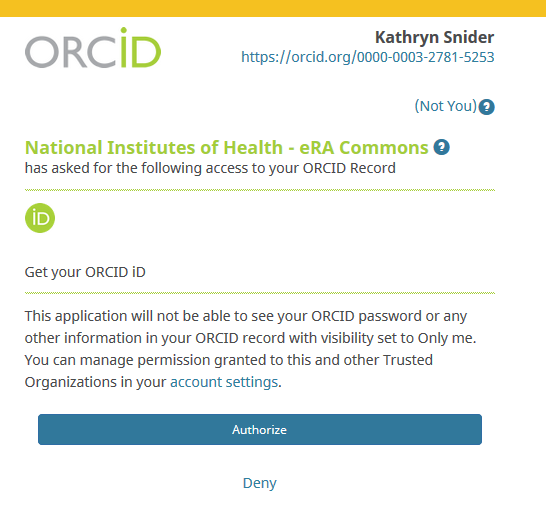 ORCiD
Kathryn Snider
https://orcid.org/0000-0003-2781-5253
(Not You)?
National Institutes of Health - eRA Commons ?
has asked for the following access to your ORCID Record
iD
Get your ORCID iD
This application will not be able to see your ORCID password or any
other information in your ORCID record with visibility set to Only me.
You can manage permission granted to this and other Trusted
Organizations in your account settings.
Authorize
Deny